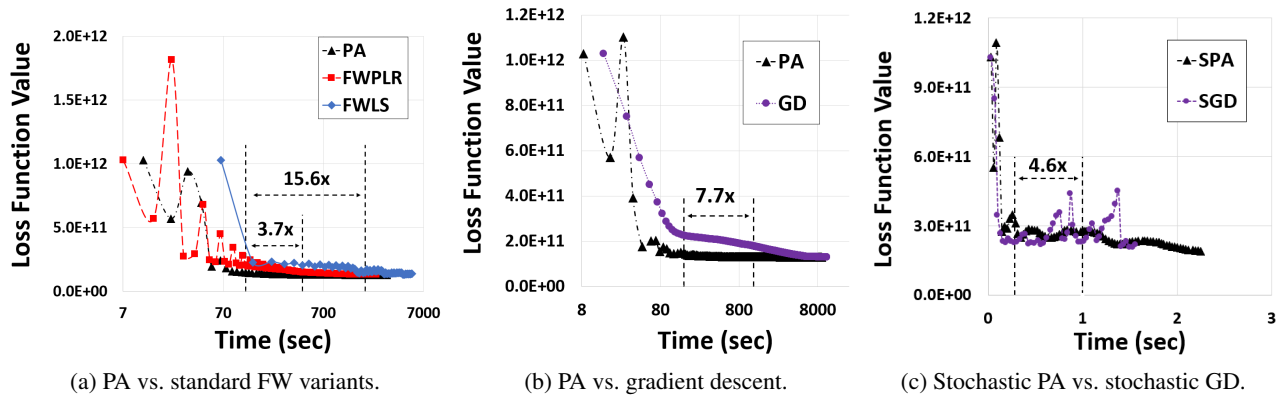 Loss Function Value
2.0E+12
1.5E+12
1.0E+12
5.0E+11
0.0E+00
PA
FWPLR
FWLS
15.6x
3.7x
7 70 700 7000
Time (sec)
(a) PA vs. standard FW variants.
Loss Function Value
1.2E+12
1.0E+12
8.0E+11
6.0E+11
4.0E+11
2.0E+11
0.0E+00
PA
GD
7.7x
8 80 800 8000
Time (sec)
(b) PA vs. gradient descent.
Loss Function Value
1.2E+12
9.0E+11
6.0E+11
3.0E+11
0.0E+00
SPA
SGD
4.6x
0 1 2 3
Time (sec)
(c) Stochastic PA vs. stochastic GD.